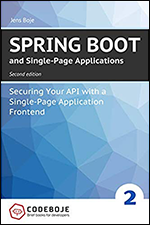 Jens Boje
SPRING BOOT
and Single-Page Applications
Second edition
Securing Your API with a
Single-Page Application
Frontend
CODEBOJE
Brief books for developers
2